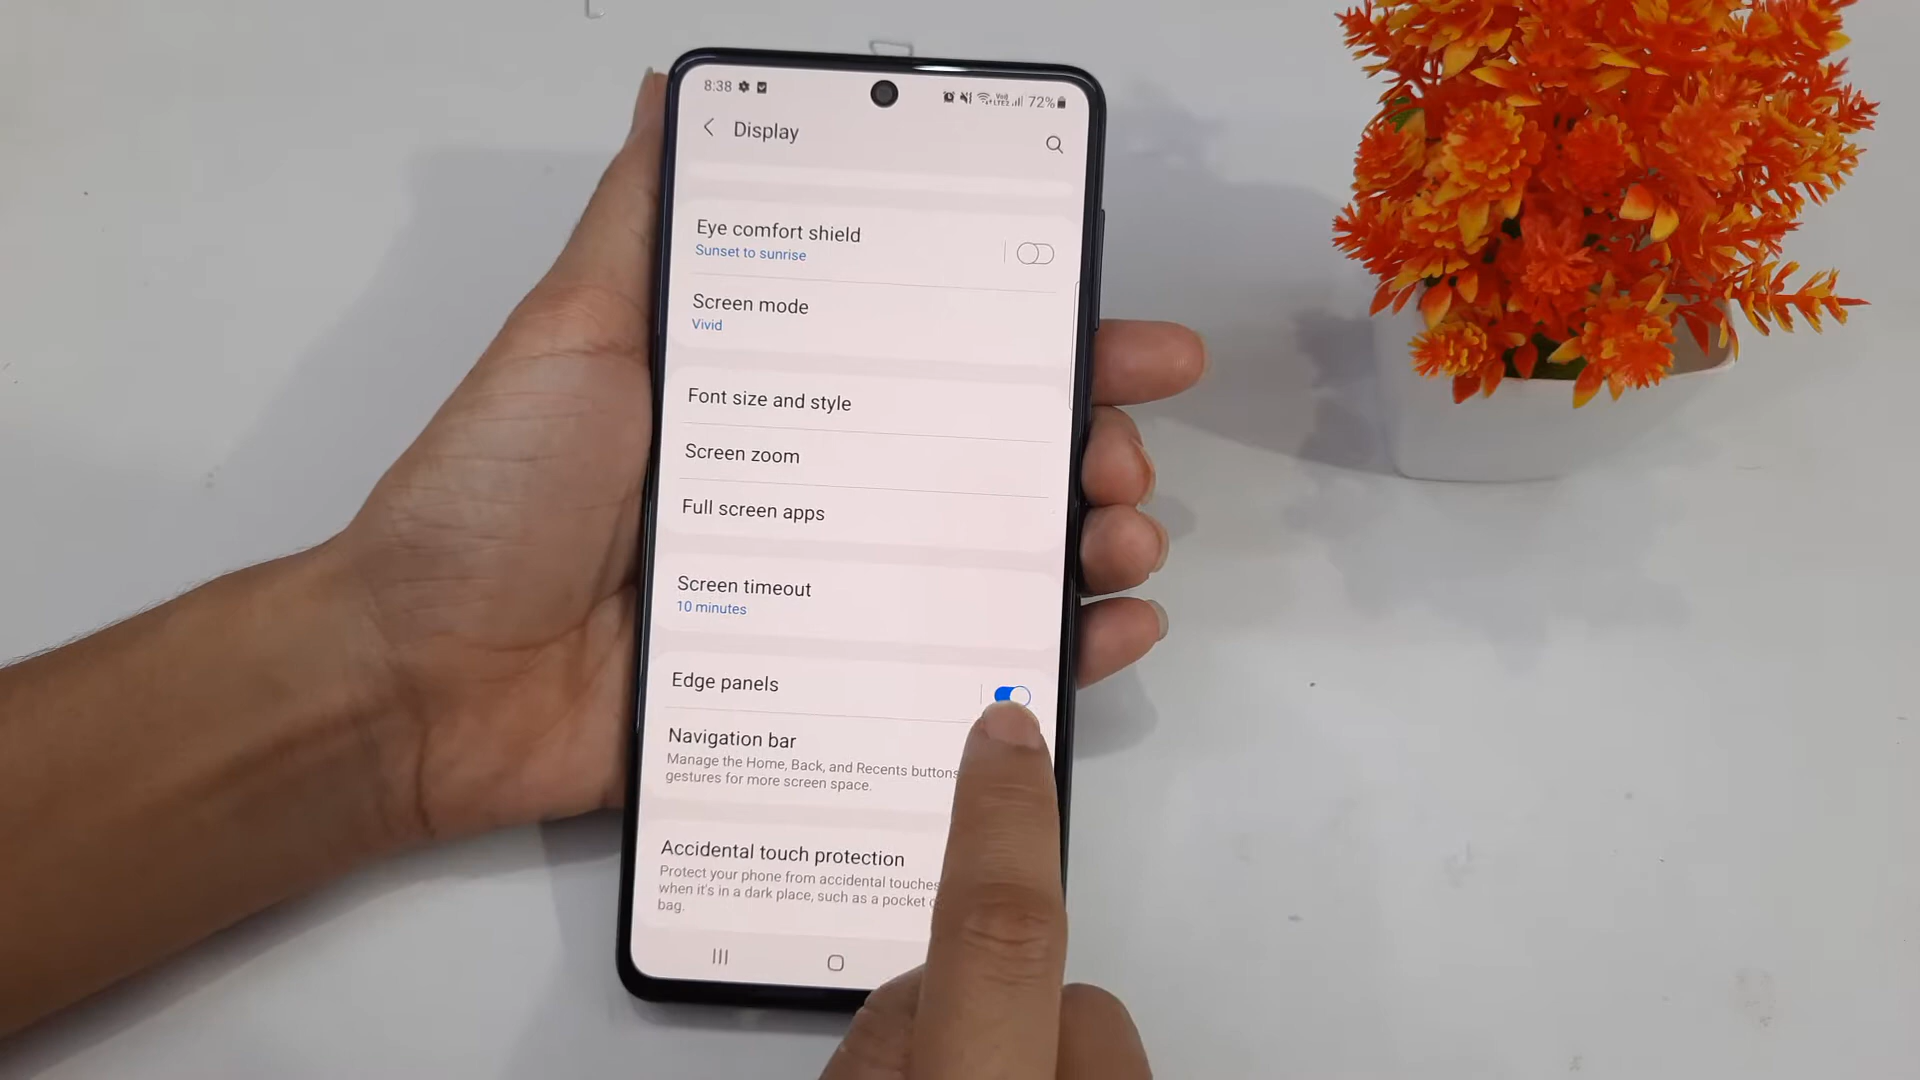 8:38 72%
Display
Eye comfort shield
Sunset to sunrise
Screen mode
Vivid
Font size and style
Screen zoom
Full screen apps
Screen timeout
10 minutes
Edge panels
Navigation bar
Manage the Home, Back, and Recents buttons
gestures for more screen space.
Accidental touch protection
Protect your phone from accidental touches
when it's in a dark place, such as a pocket
bag.